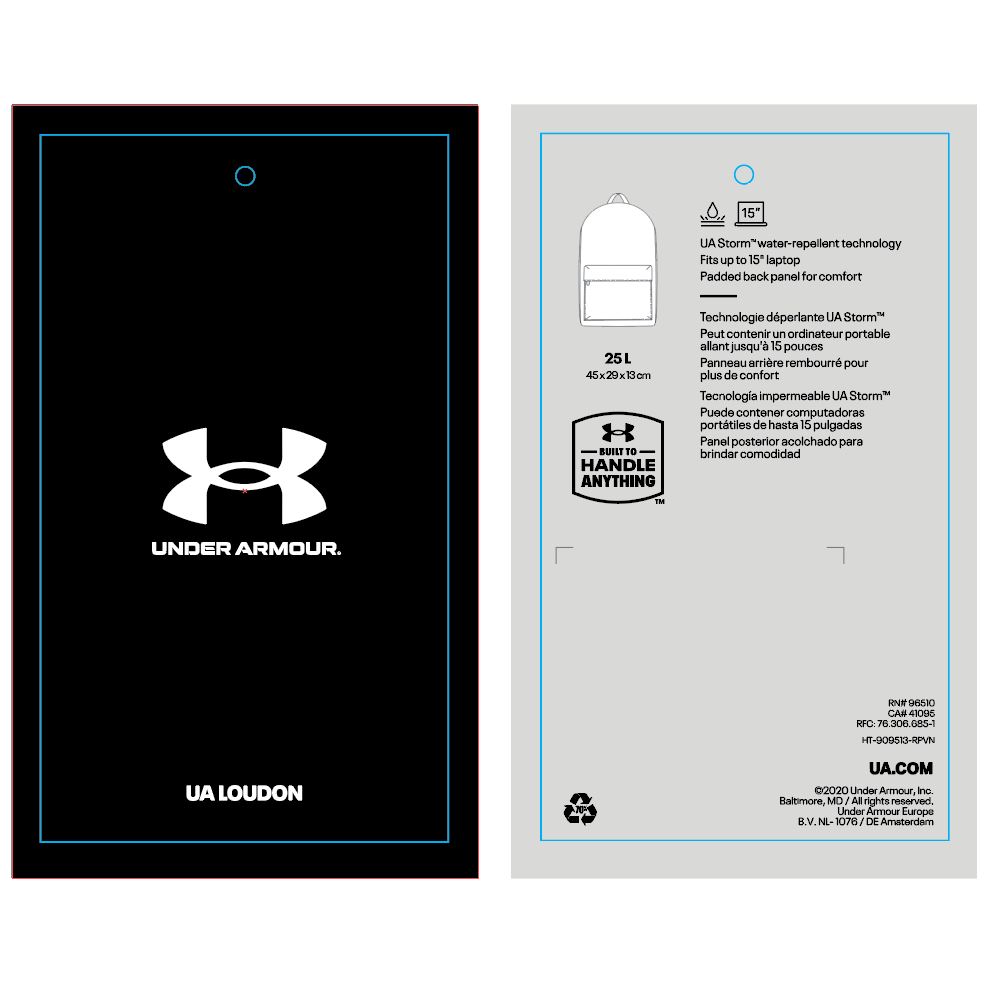 UNDER ARMOUR.
UA LOUDON
15"
UA Storm™ water-repellent technology
Fits up to 15" laptop
Padded back panel for comfort
Technologie déperlante UA Storm™
Peut contenir un ordinateur portable
allant jusqu'à 15 pouces
Panneau arrière rembourré pour
plus de confort
Tecnología impermeable UA Storm™
Puede contener computadoras
portátiles de hasta 15 pulgadas
Panel posterior acolchado para
brindar comodidad
25 L
45 x 29 x 13 cm
BUILT TO
HANDLE
ANYTHING
™
RN# 96510
CA# 41095
RFC: 76.306.685-1
HT-909513-RPVN
UA.COM
©2020 Under Armour, Inc.
Baltimore, MD / All rights reserved.
Under Armour Europe
B.V. NL- 1076 / DE Amsterdam
70%